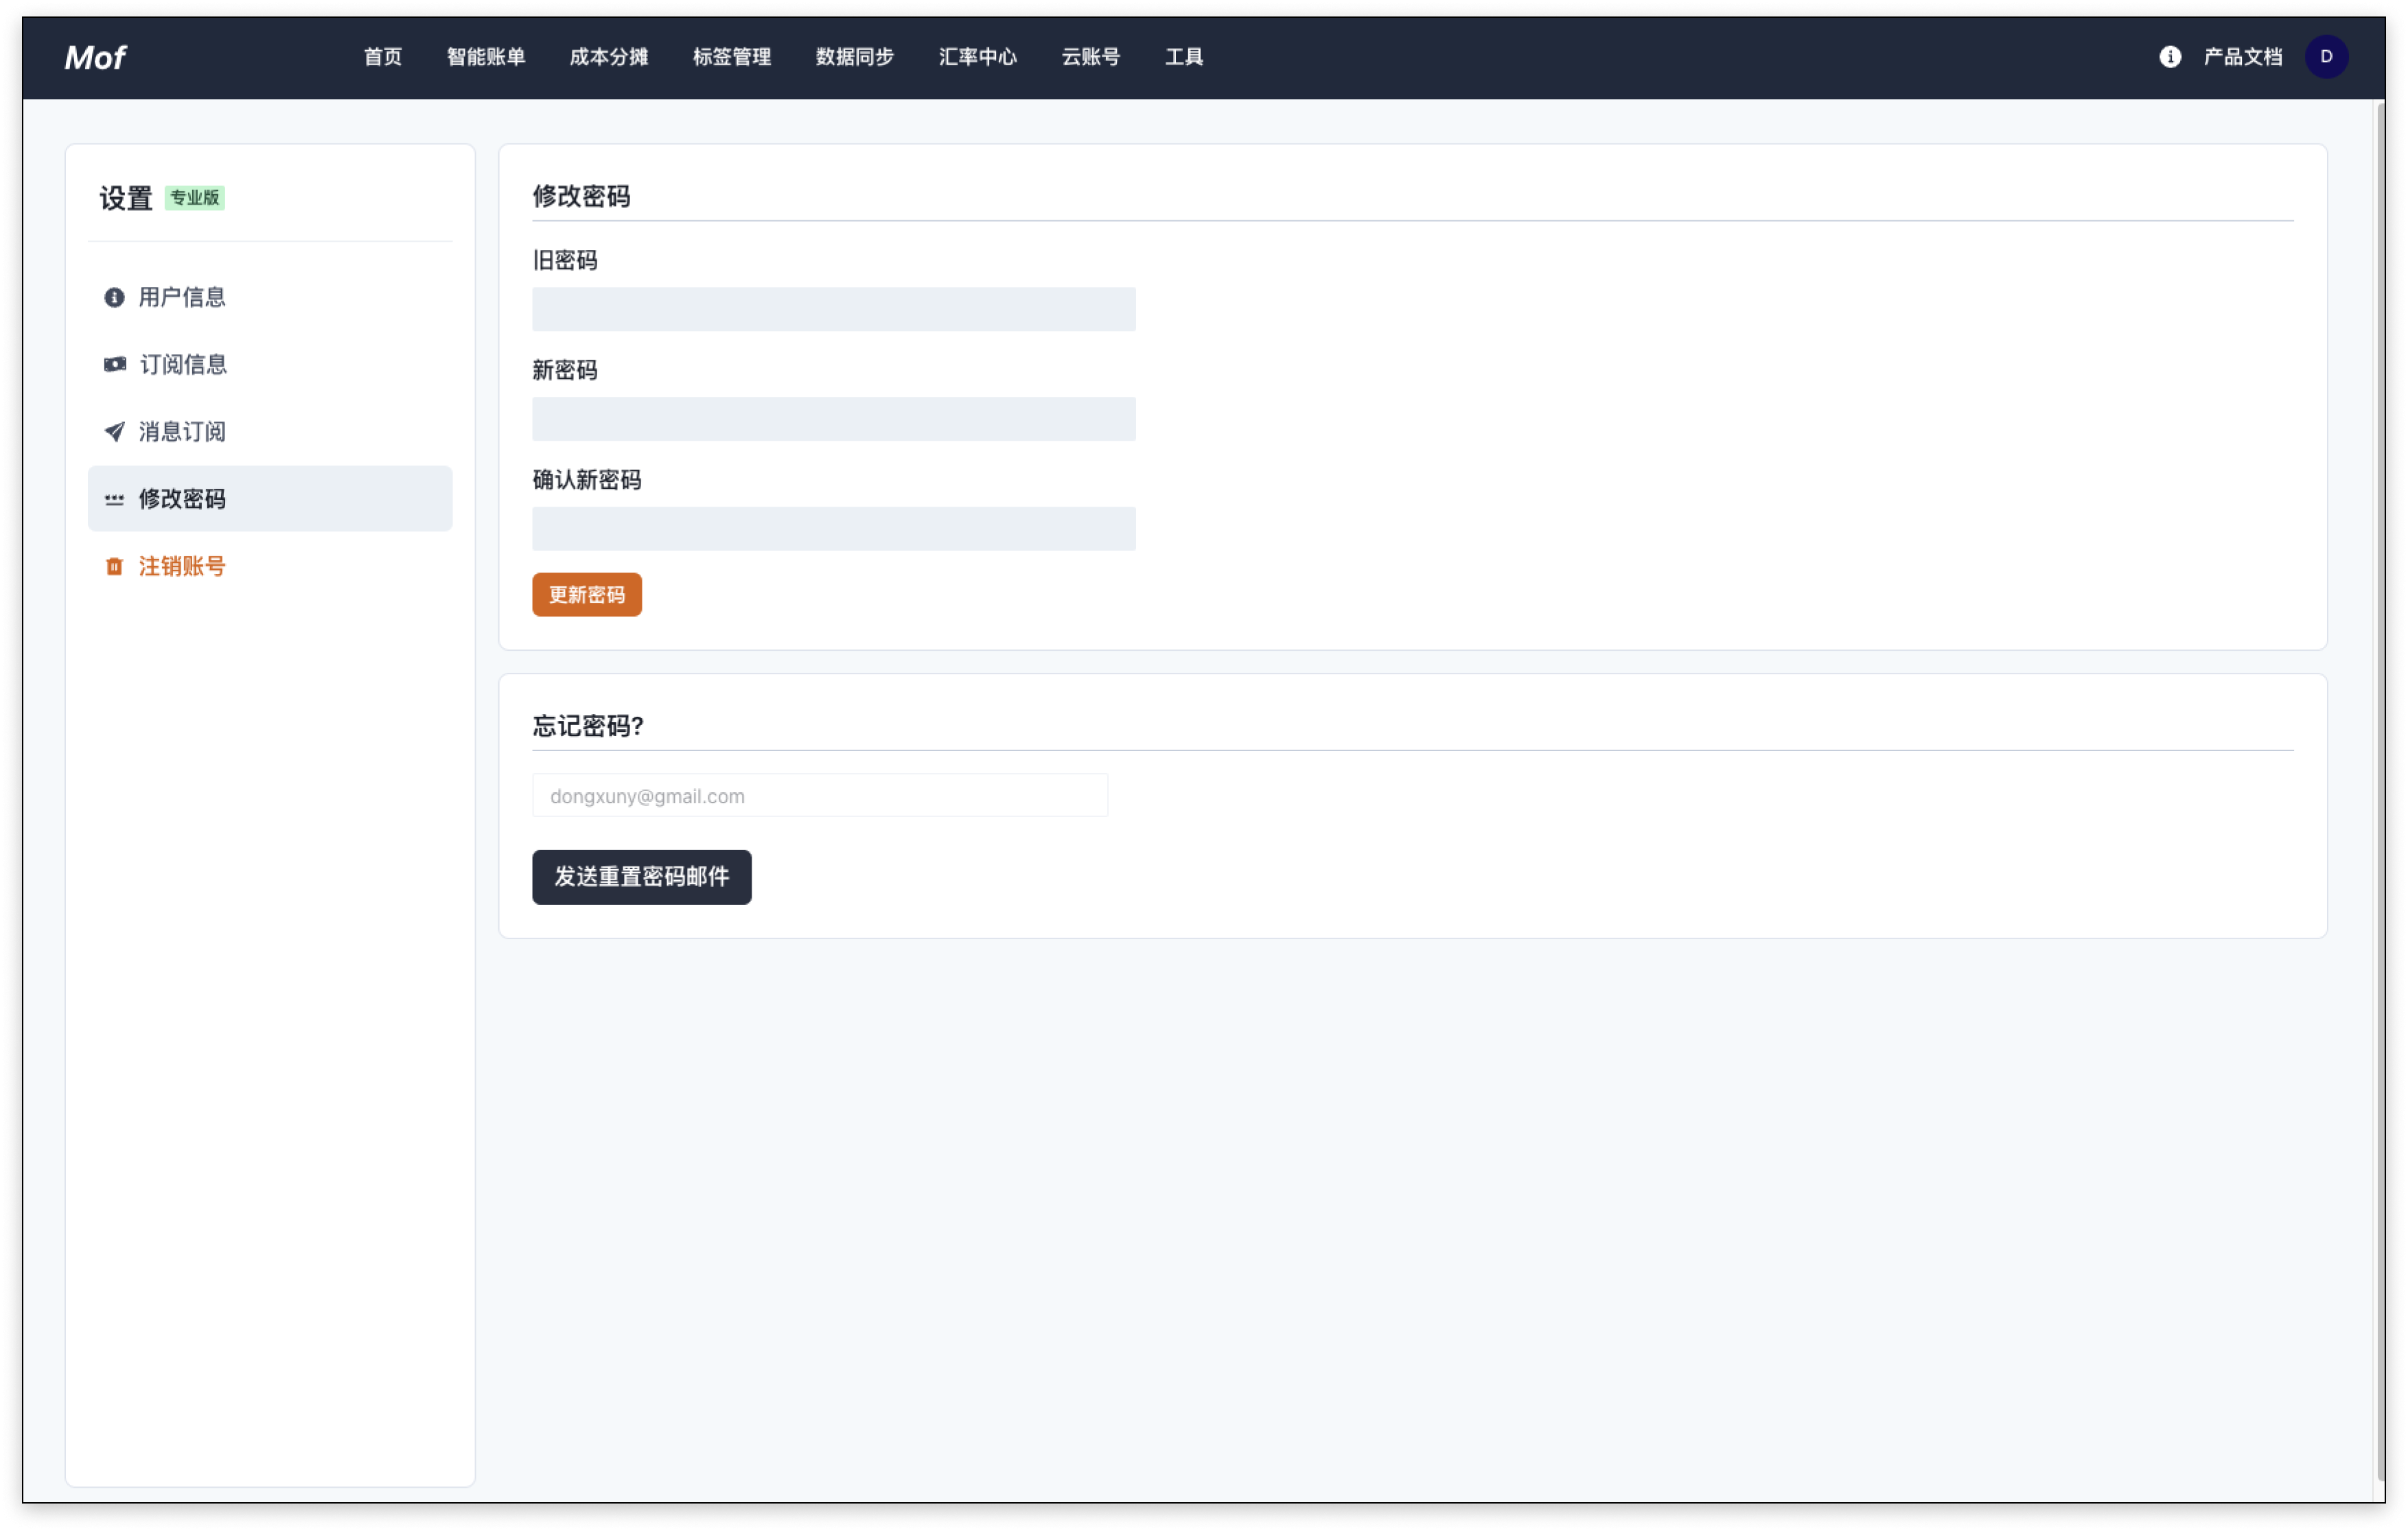 Mof 首页 智能账单 成本分摊 标签管理 数据同步 汇率中心 云账号 工具 产品文档 D
设置 专业版
用户信息
订阅信息
消息订阅
修改密码
注销账号
修改密码
旧密码
新密码
确认新密码
更新密码
忘记密码?
dongxuny@gmail.com
发送重置密码邮件